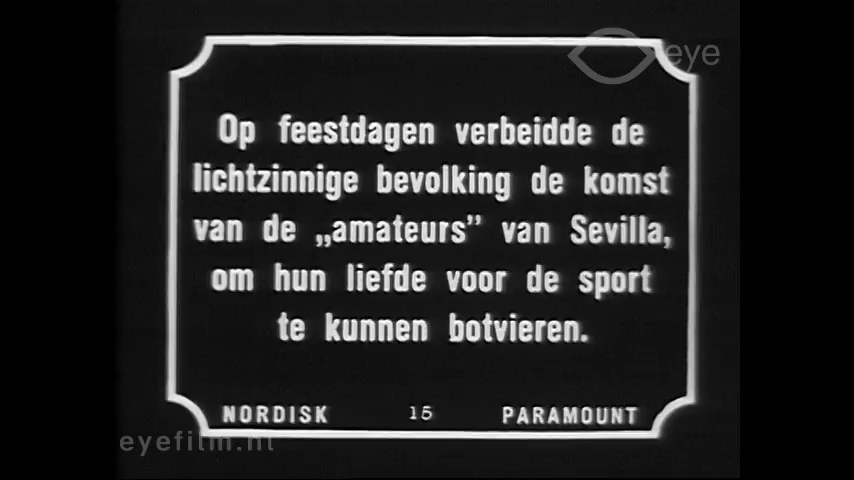 eye
Op feestdagen verbeidde de
lichtzinnige bevolking de komst
van de „amateurs” van Sevilla,
om hun liefde voor de sport
te kunnen botvieren.
NORDISK 15 PARAMOUNT
eyefilm.nl